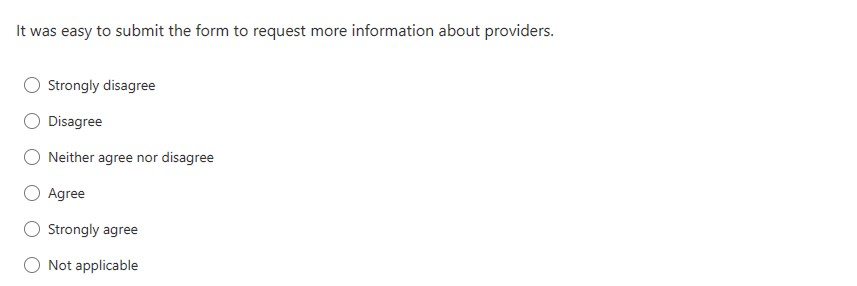 It was easy to submit the form to request more information about providers.
Strongly disagree
Disagree
Neither agree nor disagree
Agree
Strongly agree
Not applicable